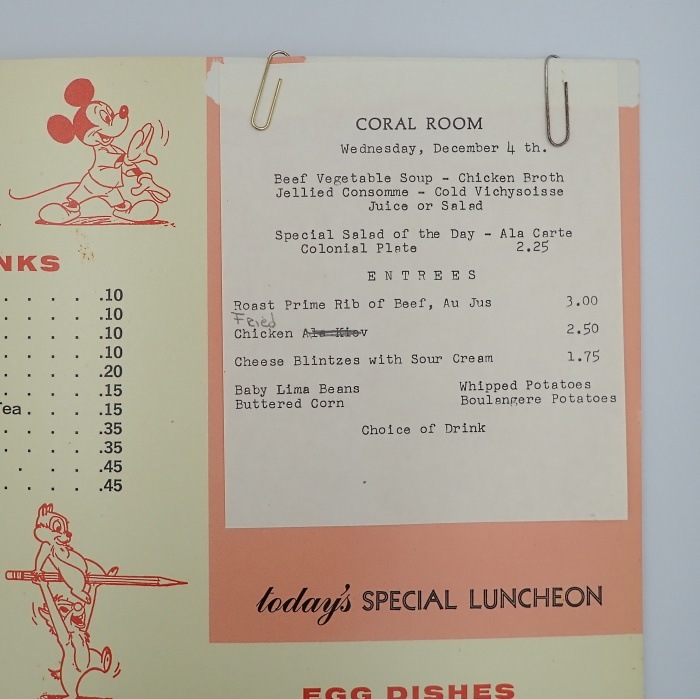 NKS
. . . . . .10
. . . . . .10
. . . . . .10
. . . . . .10
. . . . . .20
. . . . . .15
Tea . . . . .15
. . . . . .35
. . . . . .35
. . . . .45
. . . . . .45
CORAL ROOM
Wednesday, December 4 th.
Beef Vegetable Soup - Chicken Broth
Jellied Consomme - Cold Vichysoisse
Juice or Salad
Special Salad of the Day - Ala Carte
Colonial Plate 2.25
E N T R E E S
Roast Prime Rib of Beef, Au Jus 3.00
Fried
Chicken Ala Kiev 2.50
Cheese Blintzes with Sour Cream 1.75
Baby Lima Beans Whipped Potatoes
Buttered Corn Boulangere Potatoes
Choice of Drink
today's SPECIAL LUNCHEON
EGG DISHES